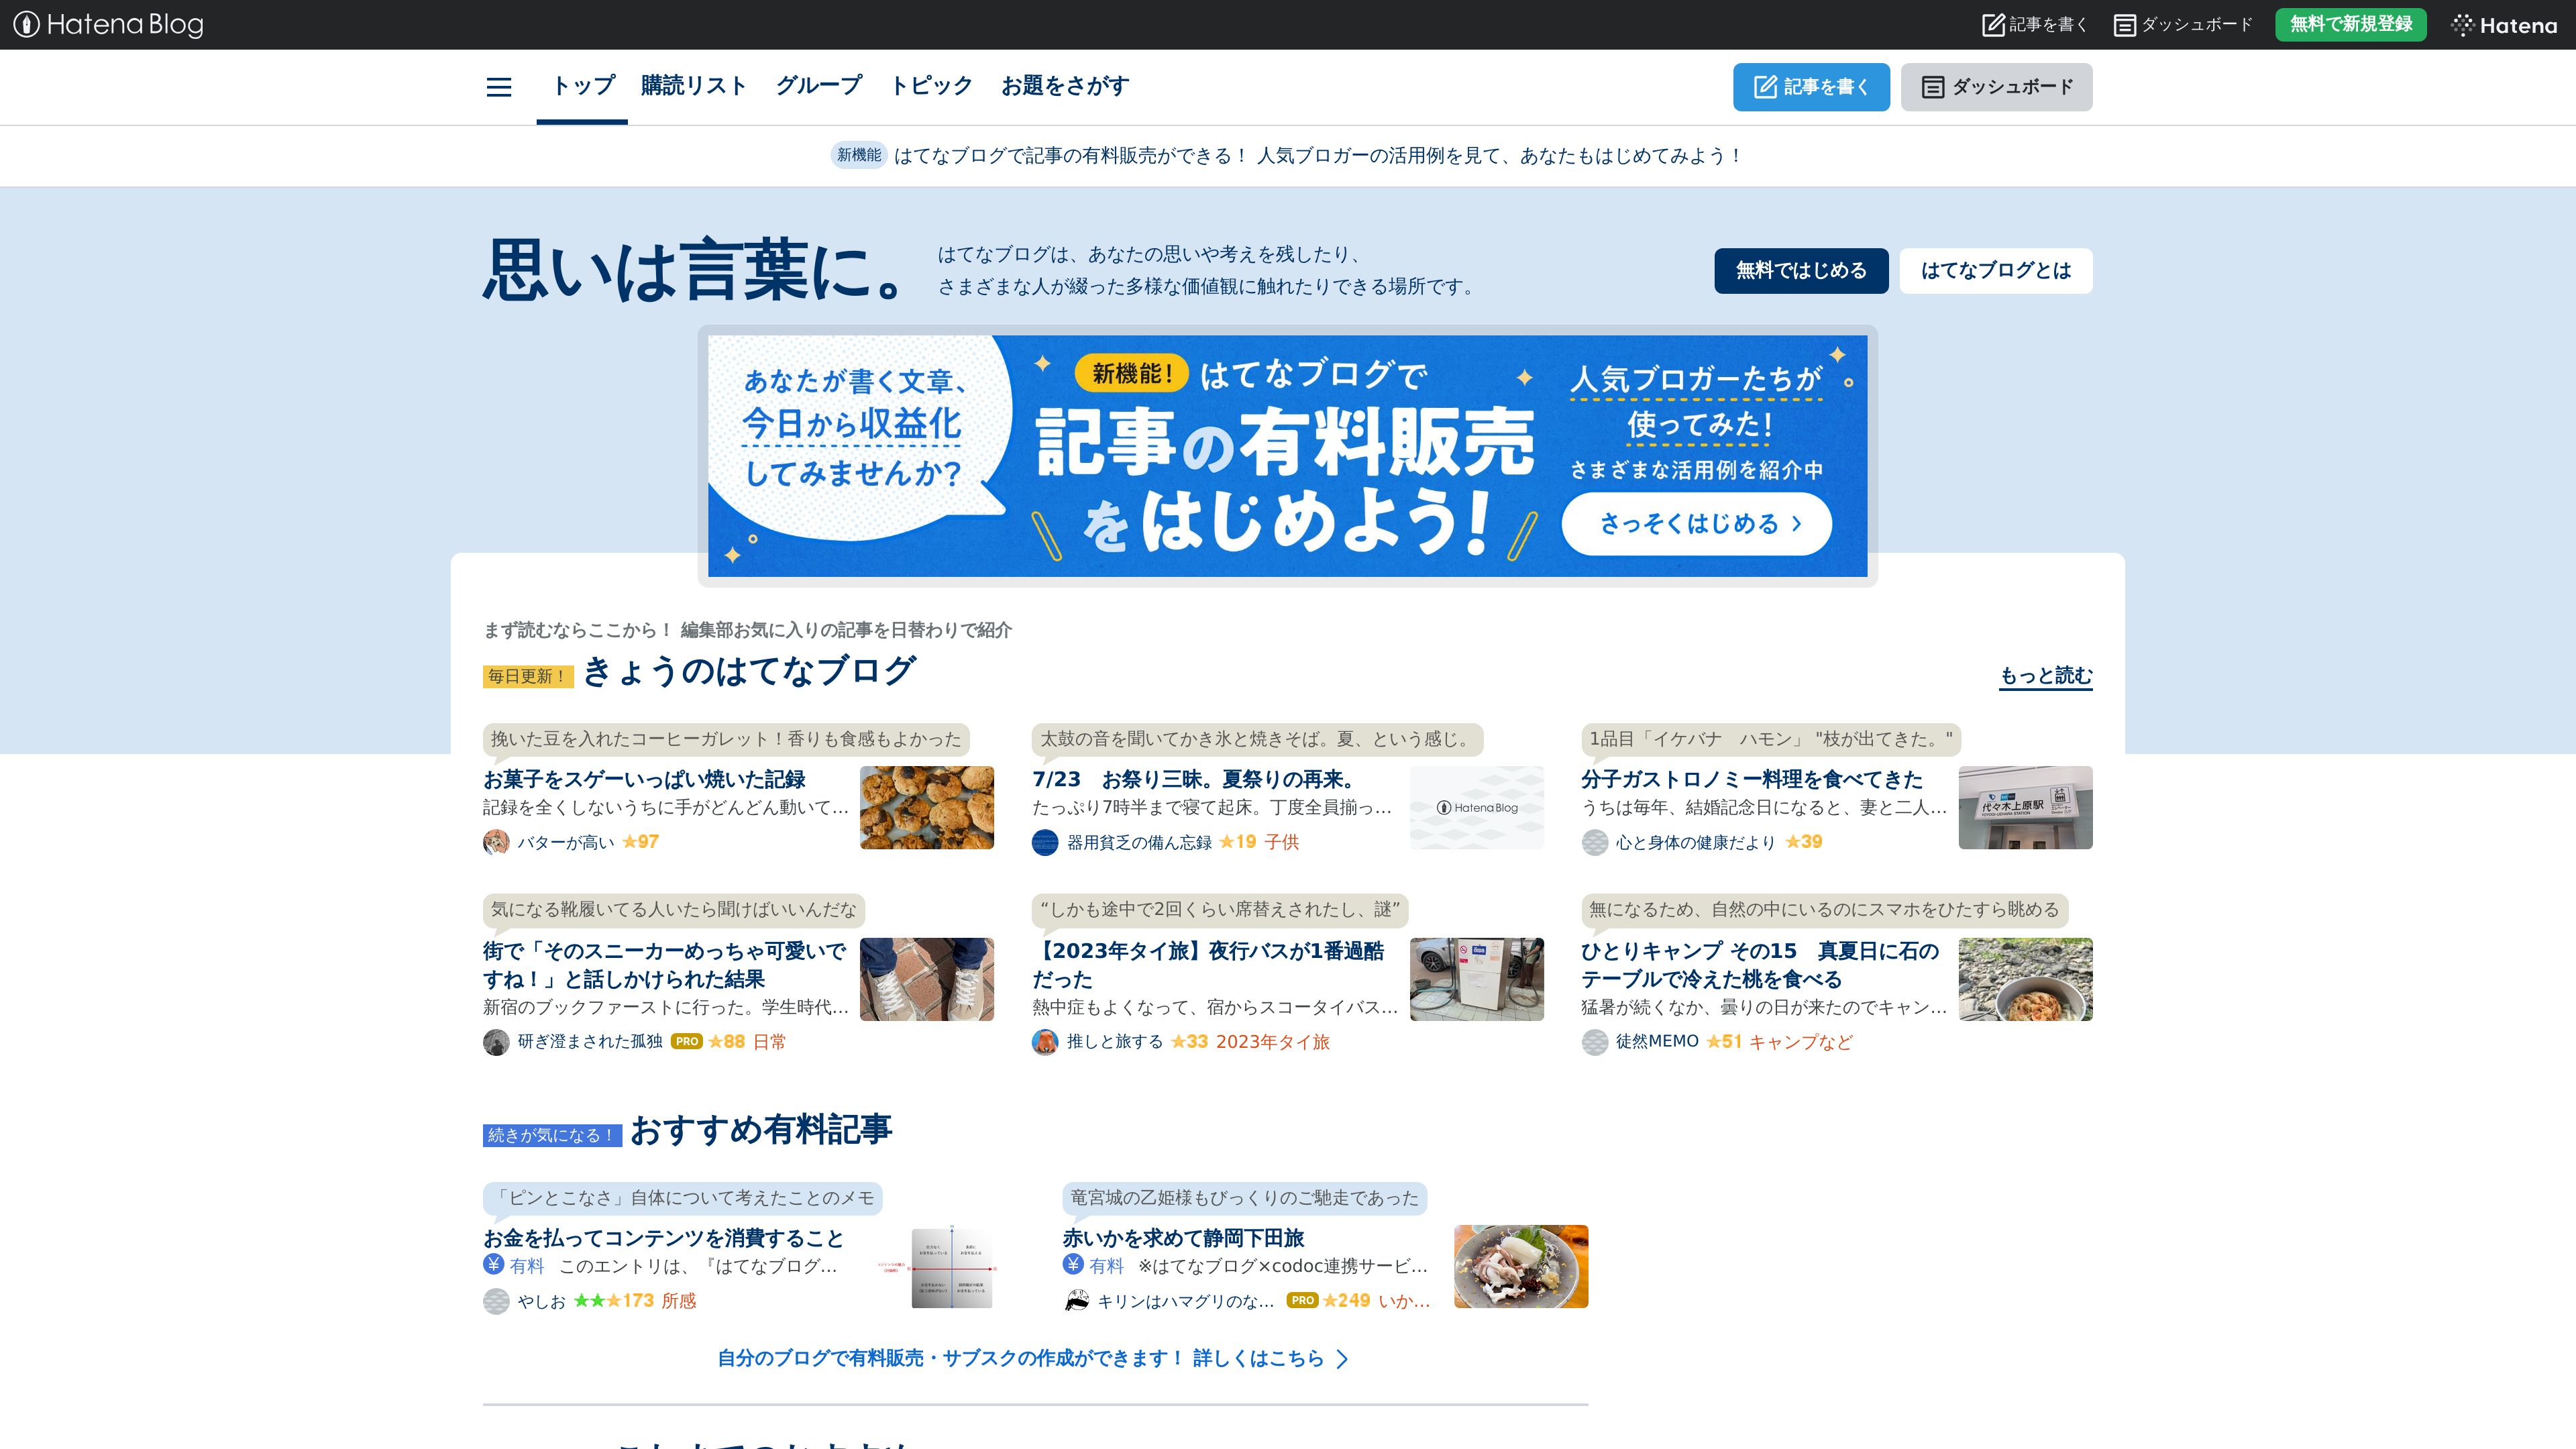 Hatena Blog
記事を書く ダッシュボード 無料で新規登録 Hatena
トップ 購読リスト グループ トピック お題をさがす
記事を書く ダッシュボード
新機能 はてなブログで記事の有料販売ができる! 人気ブロガーの活用例を見て、あなたもはじめてみよう!
思いは言葉に。
はてなブログは、あなたの思いや考えを残したり、
さまざまな人が綴った多様な価値観に触れたりできる場所です。
無料ではじめる はてなブログとは
あなたが書く文章、
今日から収益化
してみませんか?
新機能! はてなブログで
記事の有料販売
をはじめよう!
人気ブロガーたちが
使ってみた!
さまざまな活用例を紹介中
さっそくはじめる
まず読むならここから! 編集部お気に入りの記事を日替わりで紹介
毎日更新! きょうのはてなブログ
もっと読む
挽いた豆を入れたコーヒーガレット!香りも食感もよかった
お菓子をスゲーいっぱい焼いた記録
記録を全くしないうちに手がどんどん動いて…
バターが高い ★97
太鼓の音を聞いてかき氷と焼きそば。夏、という感じ。
7/23　お祭り三昧。夏祭りの再来。
たっぷり7時半まで寝て起床。丁度全員揃っ…
器用貧乏の備ん忘録 ★19 子供
Hatena Blog
1品目「イケバナ　ハモン」 "枝が出てきた。"
分子ガストロノミー料理を食べてきた
うちは毎年、結婚記念日になると、妻と二人…
心と身体の健康だより ★39
代々木上原駅
YOYOGI-UEHARA STATION
気になる靴履いてる人いたら聞けばいいんだな
街で「そのスニーカーめっちゃ可愛いで
すね!」と話しかけられた結果
新宿のブックファーストに行った。学生時代…
研ぎ澄まされた孤独 PRO ★88 日常
“しかも途中で2回くらい席替えされたし、謎”
【2023年タイ旅】夜行バスが1番過酷
だった
熱中症もよくなって、宿からスコータイバス…
推しと旅する ★33 2023年タイ旅
無になるため、自然の中にいるのにスマホをひたすら眺める
ひとりキャンプ その15　真夏日に石の
テーブルで冷えた桃を食べる
猛暑が続くなか、曇りの日が来たのでキャン…
徒然MEMO ★51 キャンプなど
続きが気になる! おすすめ有料記事
「ピンとこなさ」自体について考えたことのメモ
お金を払ってコンテンツを消費すること
¥ 有料 このエントリは、『はてなブログ…
やしお ★★★173 所感
竜宮城の乙姫様もびっくりのご馳走であった
赤いかを求めて静岡下田旅
¥ 有料 ※はてなブログ×codoc連携サービ…
キリンはハマグリのな… PRO ★249 いか…
自分のブログで有料販売・サブスクの作成ができます! 詳しくはこちら